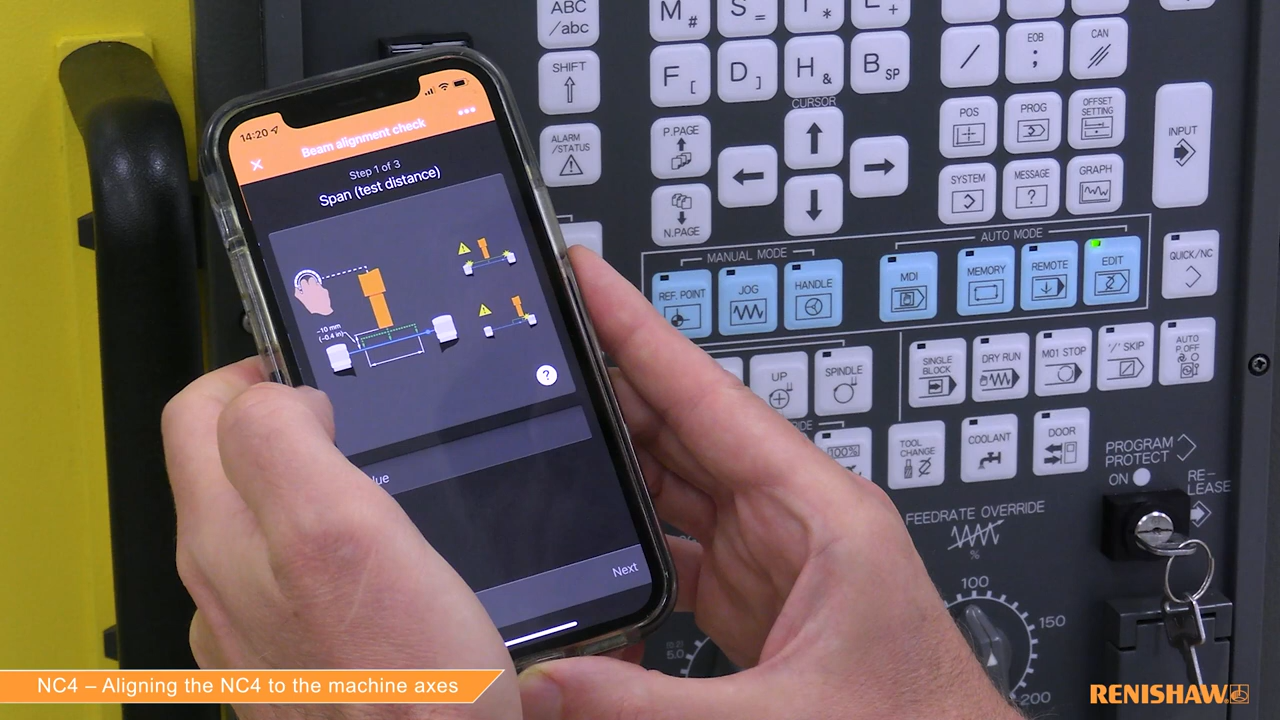 14:20
Beam alignment check
Step 1 of 3
Span (test distance)
~10 mm
(~0.4 in)
?
Next
ABC
/abc
M #
S =
T *
E +
SHIFT
F [
D ]
H &
B SP
/
EOB
;
CAN
CURSOR
ALARM
/STATUS
P.PAGE
N.PAGE
POS
PROG
OFFSET
SETTING
INPUT
SYSTEM
MESSAGE
?
GRAPH
MANUAL MODE
AUTO MODE
REF. POINT
JOG
HANDLE
MDI
MEMORY
REMOTE
EDIT
QUICK/NC
UP
SPINDLE
SINGLE
BLOCK
DRY RUN
M01 STOP
'/' SKIP
AUTO
P.OFF
100%
TOOL
CHANGE
COOLANT
DOOR
PROGRAM
PROTECT
ON
RE-
LEASE
FEEDRATE OVERRIDE
%
100
150
200
5.0
NC4 – Aligning the NC4 to the machine axes
RENISHAW